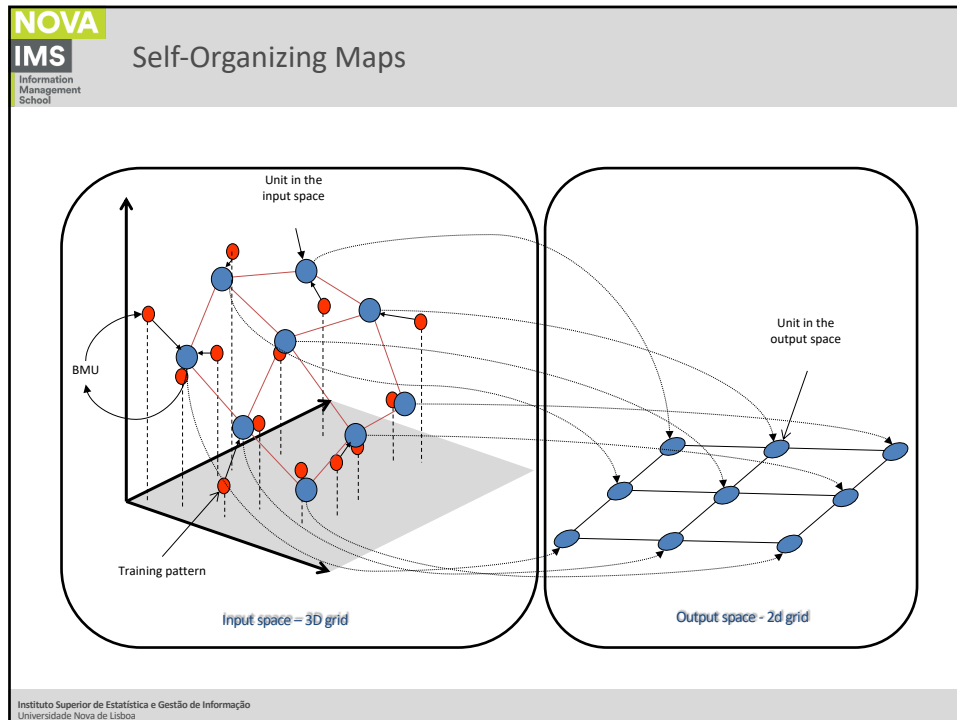 NOVA
IMS
Information
Management
School
Self-Organizing Maps
Unit in the
input space
BMU
Training pattern
Input space – 3D grid
Unit in the
output space
Output space - 2d grid
Instituto Superior de Estatística e Gestão de Informação
Universidade Nova de Lisboa